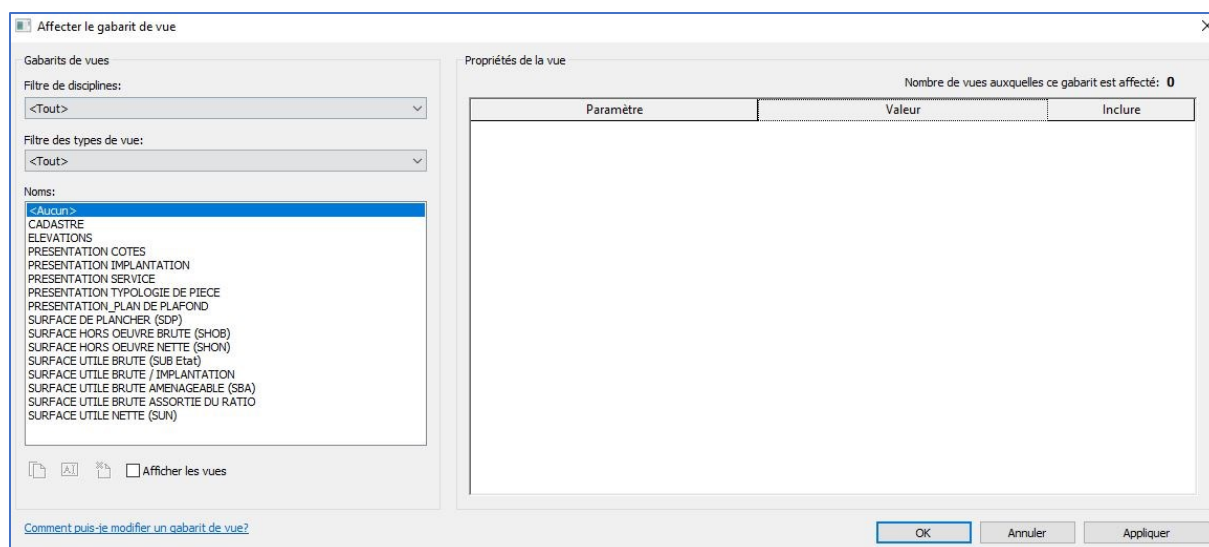 Affecter le gabarit de vue
Gabarits de vues
Filtre de disciplines:
<Tout>
Filtre des types de vue:
<Tout>
Noms:
<Aucun>
CADASTRE
ELEVATIONS
PRESENTATION COTES
PRESENTATION IMPLANTATION
PRESENTATION SERVICE
PRESENTATION TYPOLOGIE DE PIECE
PRESENTATION_PLAN DE PLAFOND
SURFACE DE PLANCHER (SDP)
SURFACE HORS OEUVRE BRUTE (SHOB)
SURFACE HORS OEUVRE NETTE (SHON)
SURFACE UTILE BRUTE (SUB Etat)
SURFACE UTILE BRUTE / IMPLANTATION
SURFACE UTILE BRUTE AMENAGEABLE (SBA)
SURFACE UTILE BRUTE ASSORTIE DU RATIO
SURFACE UTILE NETTE (SUN)
Afficher les vues
Comment puis-je modifier un gabarit de vue?
Propriétés de la vue
Nombre de vues auxquelles ce gabarit est affecté: 0
Paramètre Valeur Inclure
OK Annuler Appliquer